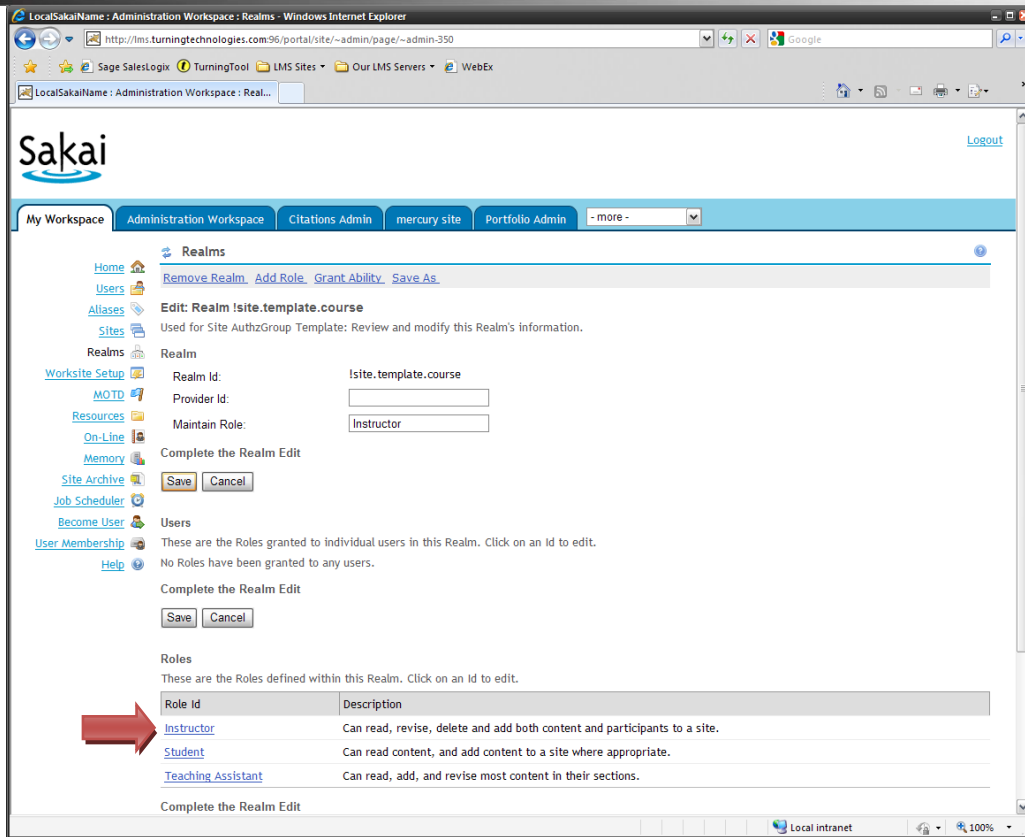 LocalSakaiName : Administration Workspace : Realms - Windows Internet Explorer
http://lms.turningtechnologies.com:96/portal/site/~admin/page/~admin-350
Google
Sage SalesLogix TurningTool LMS Sites Our LMS Servers WebEx
LocalSakaiName : Administration Workspace : Real...
Sakai
Logout
My Workspace Administration Workspace Citations Admin mercury site Portfolio Admin - more -
Home
Users
Aliases
Sites
Realms
Worksite Setup
MOTD
Resources
On-Line
Memory
Site Archive
Job Scheduler
Become User
User Membership
Help
Realms
Remove Realm Add Role Grant Ability Save As
Edit: Realm !site.template.course
Used for Site AuthzGroup Template: Review and modify this Realm's information.
Realm
Realm Id: !site.template.course
Provider Id:
Maintain Role: Instructor
Complete the Realm Edit
Save Cancel
Users
These are the Roles granted to individual users in this Realm. Click on an Id to edit.
No Roles have been granted to any users.
Complete the Realm Edit
Save Cancel
Roles
These are the Roles defined within this Realm. Click on an Id to edit.
Role Id Description
Instructor Can read, revise, delete and add both content and participants to a site.
Student Can read content, and add content to a site where appropriate.
Teaching Assistant Can read, add, and revise most content in their sections.
Complete the Realm Edit
Local intranet 100%